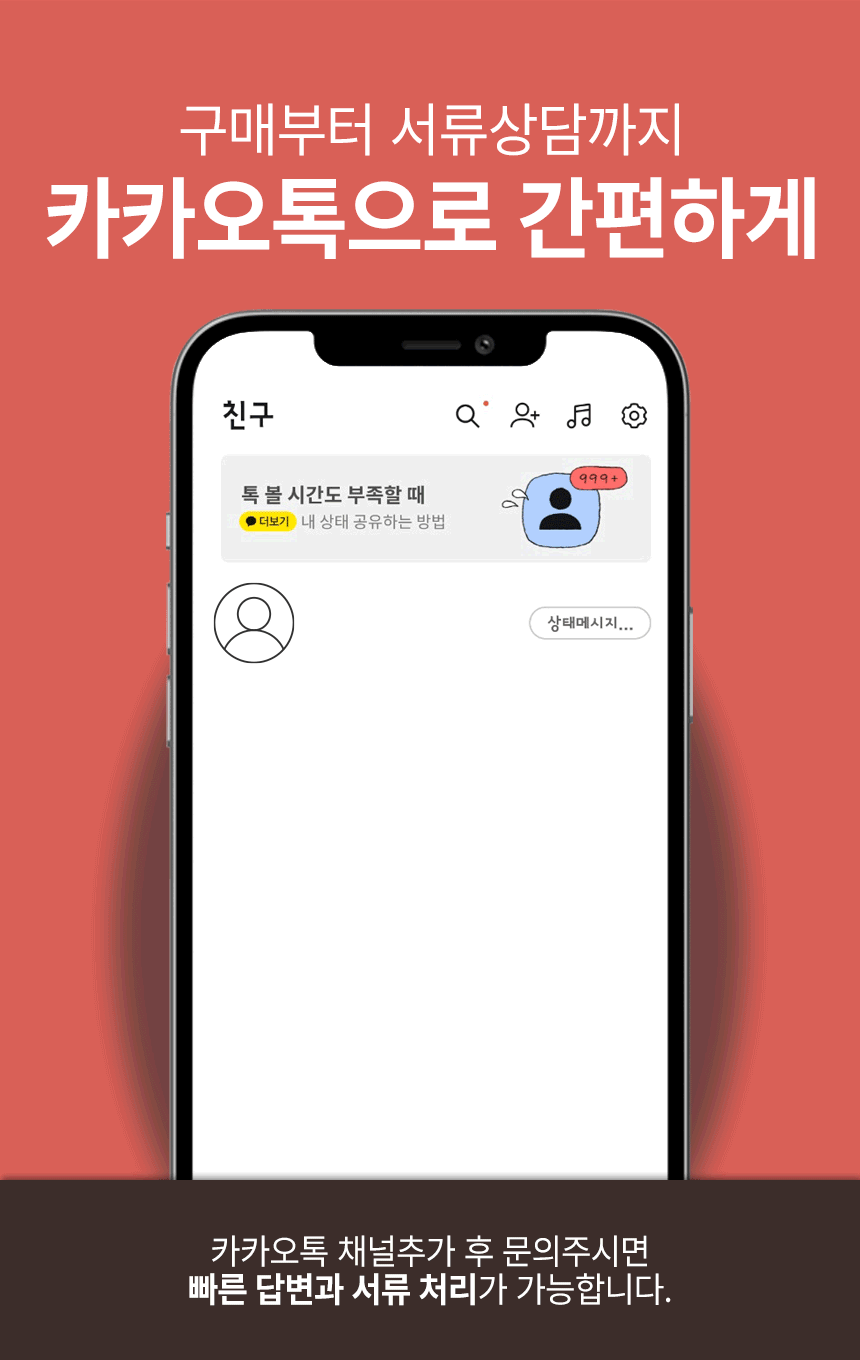 구매부터 서류상담까지
카카오톡으로 간편하게
친구
톡 볼 시간도 부족할 때
999+
더보기 내 상태 공유하는 방법
상태메시지...
카카오톡 채널추가 후 문의주시면
빠른 답변과 서류 처리가 가능합니다.